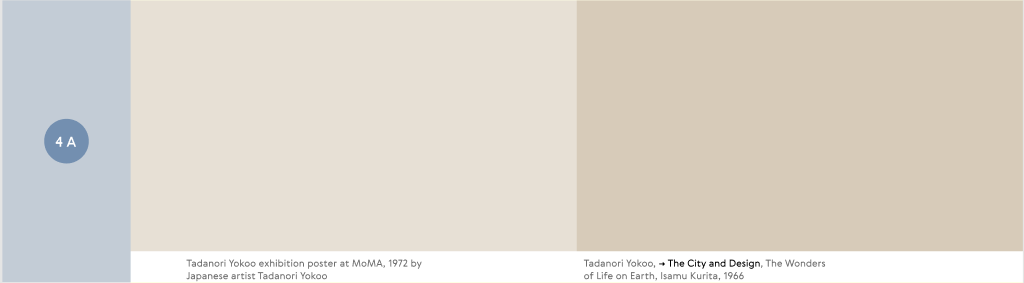 4 A
Tadanori Yokoo exhibition poster at MoMA, 1972 by
Japanese artist Tadanori Yokoo
Tadanori Yokoo, → The City and Design, The Wonders
of Life on Earth, Isamu Kurita, 1966